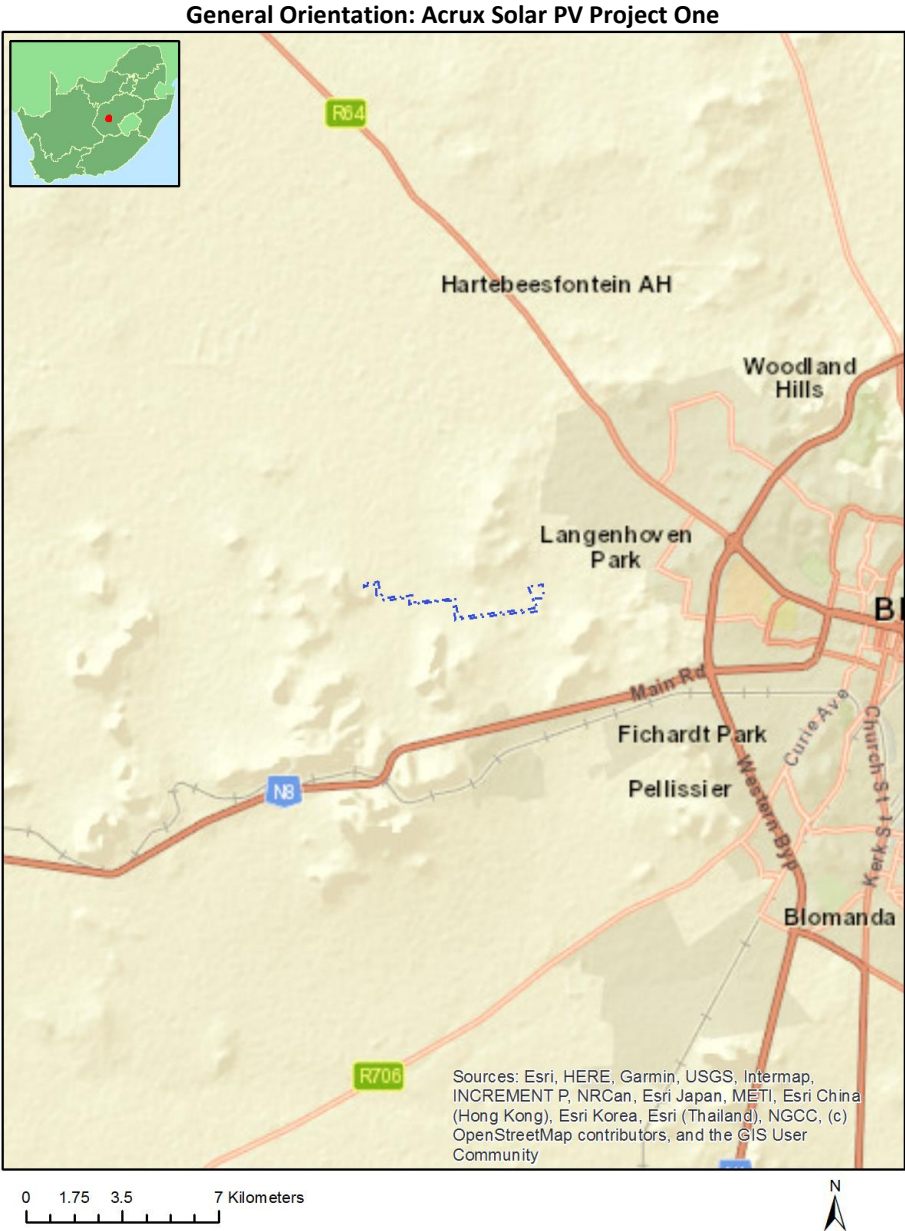 General Orientation: Acrux Solar PV Project One
R64
Hartebeesfontein AH
Woodland
Hills
Langenhoven
Park
Bl
Main Rd
Fichardt Park
Curie Ave
Church St
N8
Pellissier
Western Byp
Kerk St
Blomanda
R706
Sources: Esri, HERE, Garmin, USGS, Intermap,
INCREMENT P, NRCan, Esri Japan, METI, Esri China
(Hong Kong), Esri Korea, Esri (Thailand), NGCC, (c)
OpenStreetMap contributors, and the GIS User
Community
0 1.75 3.5 7 Kilometers
N